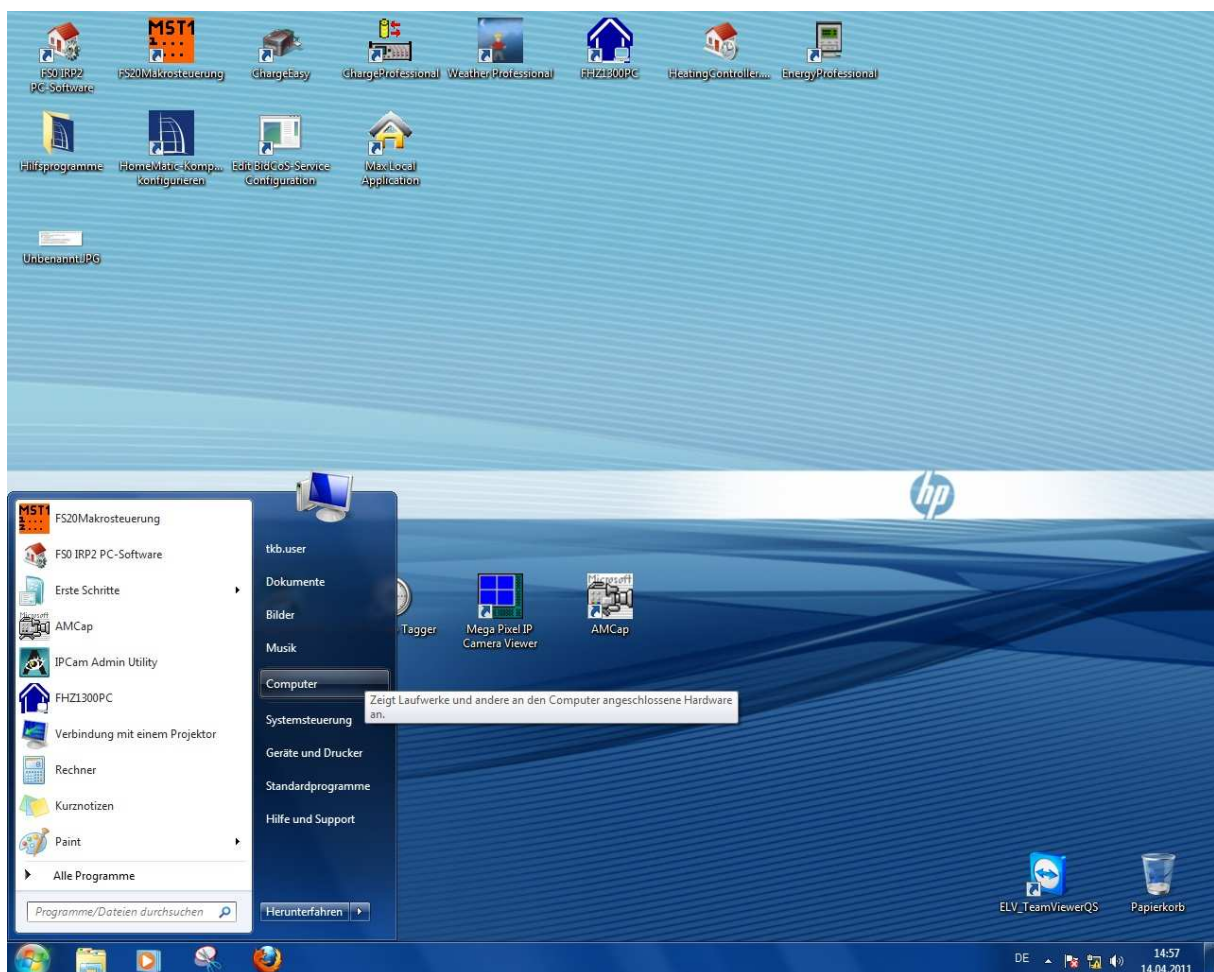 MST1
FS0 IRP2
PC-Software
FS20Makrosteuerung
ChargeEasy
ChargeProfessional
Weather Professional
FHZ1300PC
HeatingController....
EnergyProfessional
Hilfsprogramme
HomeMatic-Komp...
konfigurieren
Edit BidCoS-Service
Configuration
Max Local
Application
Unbenannt.JPG
hp
MST1
FS20Makrosteuerung
FS0 IRP2 PC-Software
Erste Schritte
Microsoft
AMCap
IPCam Admin Utility
FHZ1300PC
Verbindung mit einem Projektor
Rechner
Kurznotizen
Paint
Alle Programme
Programme/Dateien durchsuchen
tkb.user
Dokumente
Bilder
Musik
Computer
Systemsteuerung
Geräte und Drucker
Standardprogramme
Hilfe und Support
Herunterfahren
Zeigt Laufwerke und andere an den Computer angeschlossene Hardware
an.
Tagger
Mega Pixel IP
Camera Viewer
Microsoft
AMCap
ELV_TeamViewerQS
Papierkorb
DE
14:57
14.04.2011